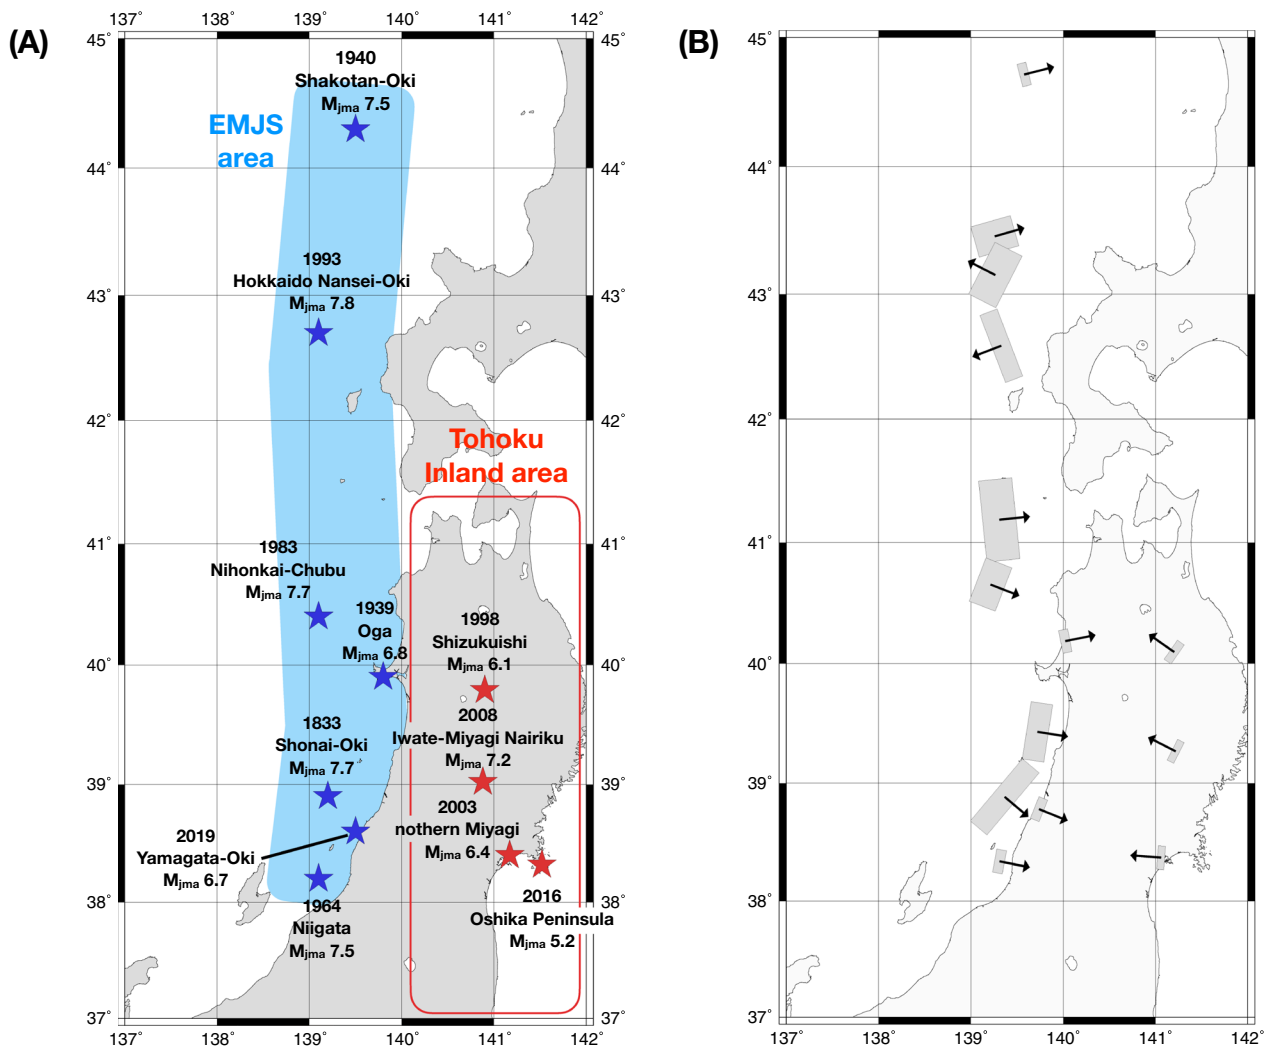 (A)
137° 138° 139° 140° 141° 142°
45° 45°
1940
Shakotan-Oki
Mjma 7.5
EMJS
area
44° 44°
1993
Hokkaido Nansei-Oki
Mjma 7.8
43° 43°
42° 42°
Tohoku
Inland area
41° 41°
1983
Nihonkai-Chubu
Mjma 7.7
1939
Oga
Mjma 6.8
1998
Shizukuishi
Mjma 6.1
40° 40°
2008
Iwate-Miyagi Nairiku
Mjma 7.2
1833
Shonai-Oki
Mjma 7.7
39° 39°
2003
nothern Miyagi
Mjma 6.4
2019
Yamagata-Oki
Mjma 6.7
2016
Oshika Peninsula
Mjma 5.2
38° 38°
1964
Niigata
Mjma 7.5
37° 37°
137° 138° 139° 140° 141° 142°
(B)
45°
44°
43°
42°
41°
40°
39°
38°
37°
137° 138° 139° 140° 141° 142°